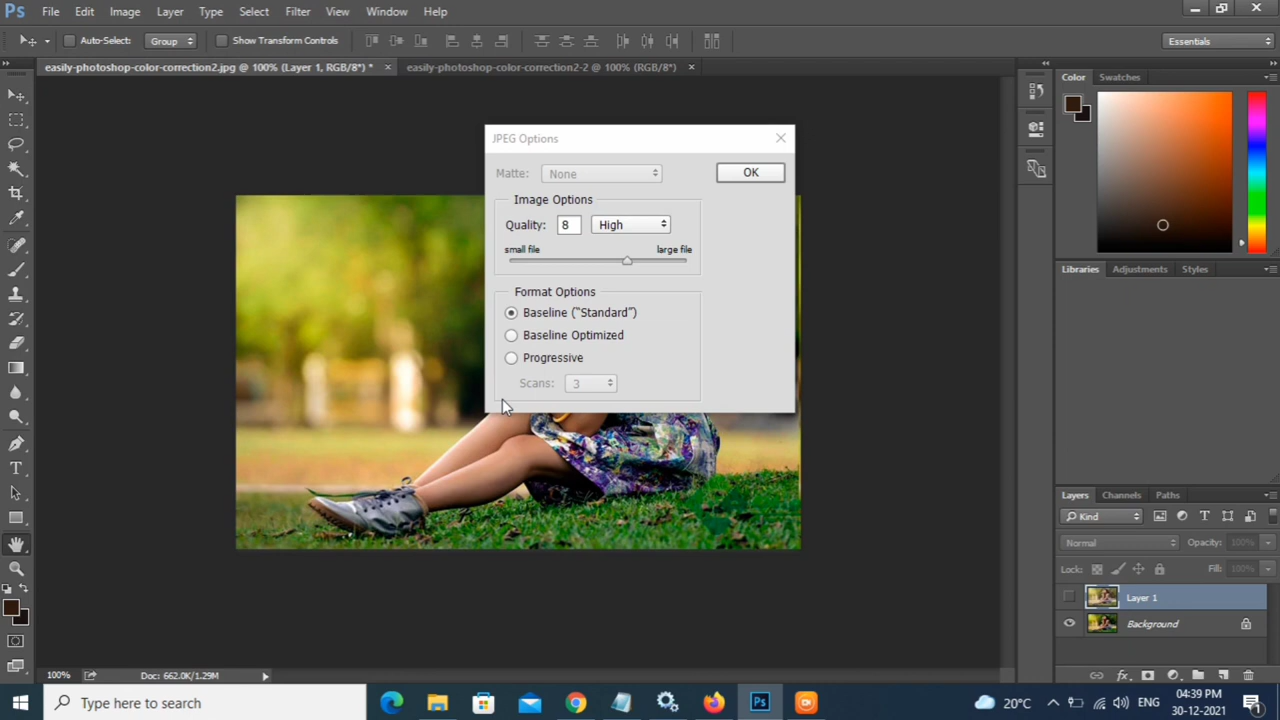 Ps File Edit Image Layer Type Select Filter View Window Help
Auto-Select: Group Show Transform Controls Essentials
easily-photoshop-color-correction2.jpg @ 100% (Layer 1, RGB/8*) * × easily-photoshop-color-correction2-2 @ 100% (RGB/8*) ×
Color Swatches
JPEG Options
Matte: None OK
Image Options
Quality: 8 High
small file large file
Format Options
Baseline ("Standard")
Baseline Optimized
Progressive
Scans: 3
Libraries Adjustments Styles
Layers Channels Paths
Kind
Normal Opacity: 100%
Lock: Fill: 100%
Layer 1
Background
100% Doc: 662.0K/1.29M
Type here to search
Ps
20°C ENG 04:39 PM
30-12-2021
1